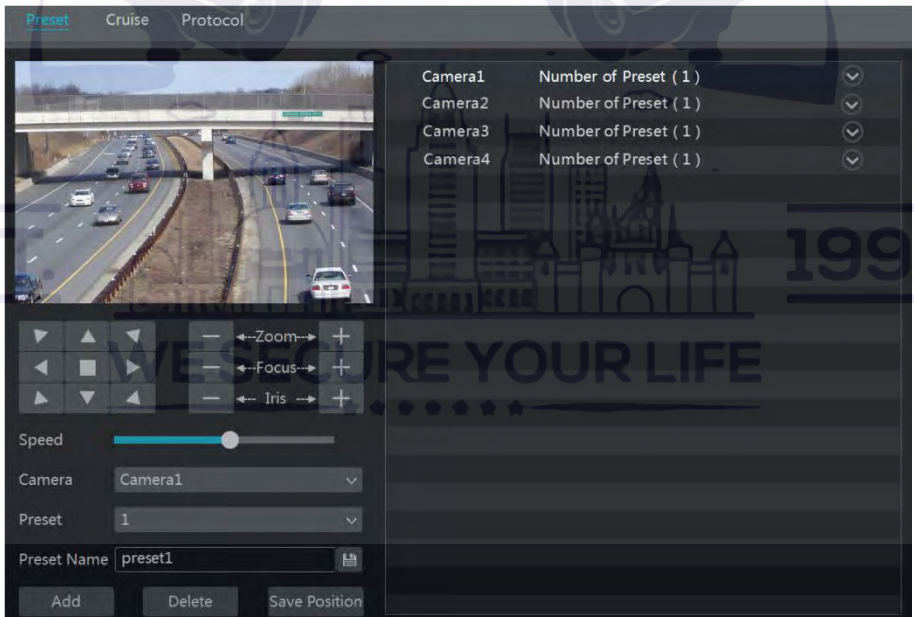 Preset Cruise Protocol
Camera1 Number of Preset ( 1 )
Camera2 Number of Preset ( 1 )
Camera3 Number of Preset ( 1 )
Camera4 Number of Preset ( 1 )
199
T.
Zoom
Focus
Iris
WE SECURE YOUR LIFE
Speed
Camera Camera1
Preset 1
Preset Name preset1
Add Delete Save Position